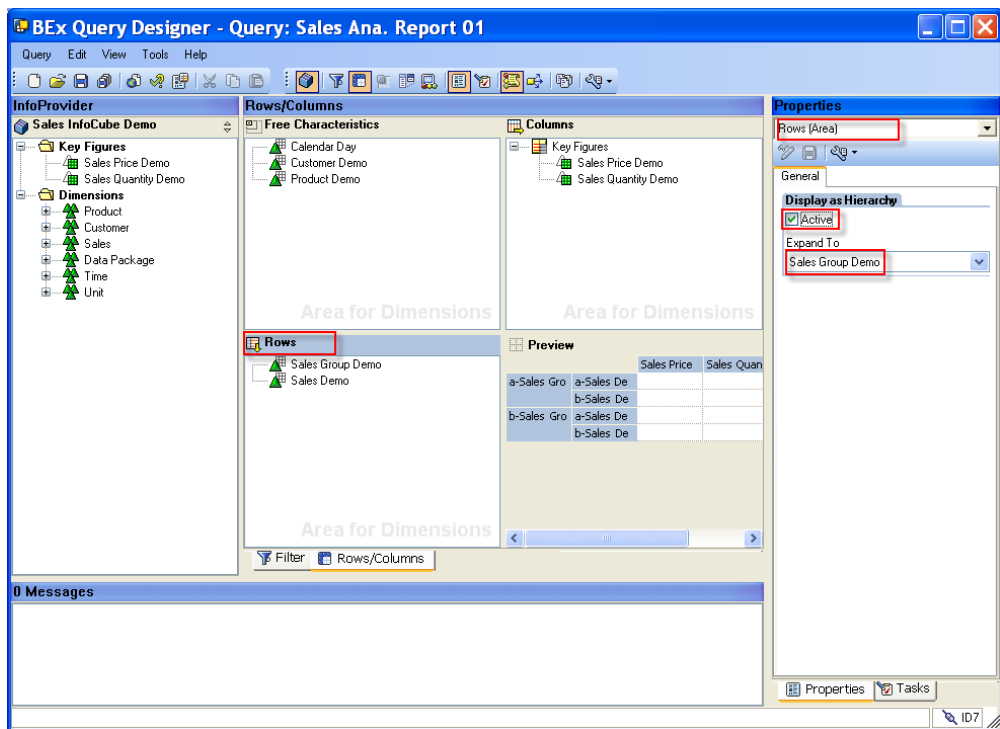 BEx Query Designer - Query: Sales Ana. Report 01
Query Edit View Tools Help
InfoProvider
Sales InfoCube Demo
Key Figures
Sales Price Demo
Sales Quantity Demo
Dimensions
Product
Customer
Sales
Data Package
Time
Unit
Rows/Columns
Free Characteristics
Calendar Day
Customer Demo
Product Demo
Area for Dimensions
Columns
Key Figures
Sales Price Demo
Sales Quantity Demo
Area for Dimensions
Rows
Sales Group Demo
Sales Demo
Area for Dimensions
Preview
Sales Price Sales Quan
a-Sales Gro a-Sales De
b-Sales De
b-Sales Gro a-Sales De
b-Sales De
Filter Rows/Columns
Properties
Rows (Area)
General
Display as Hierarchy
Active
Expand To
Sales Group Demo
Properties Tasks
0 Messages
ID7